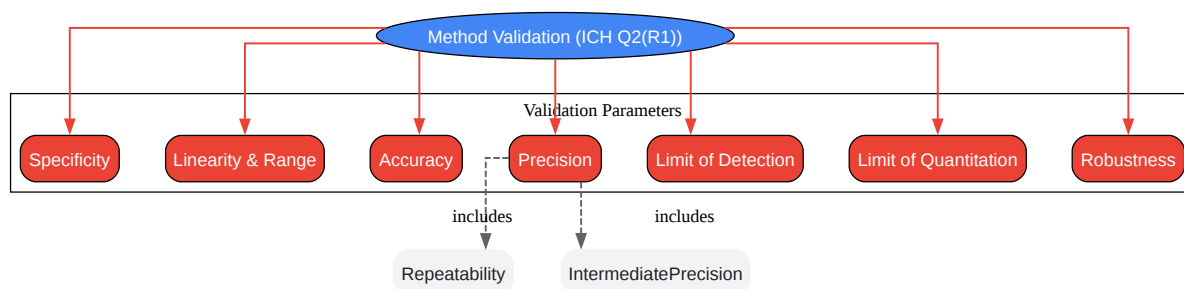 Method Validation (ICH Q2(R1))
Validation Parameters
Specificity
Linearity & Range
Accuracy
Precision
Limit of Detection
Limit of Quantitation
Robustness
includes
includes
Repeatability
IntermediatePrecision